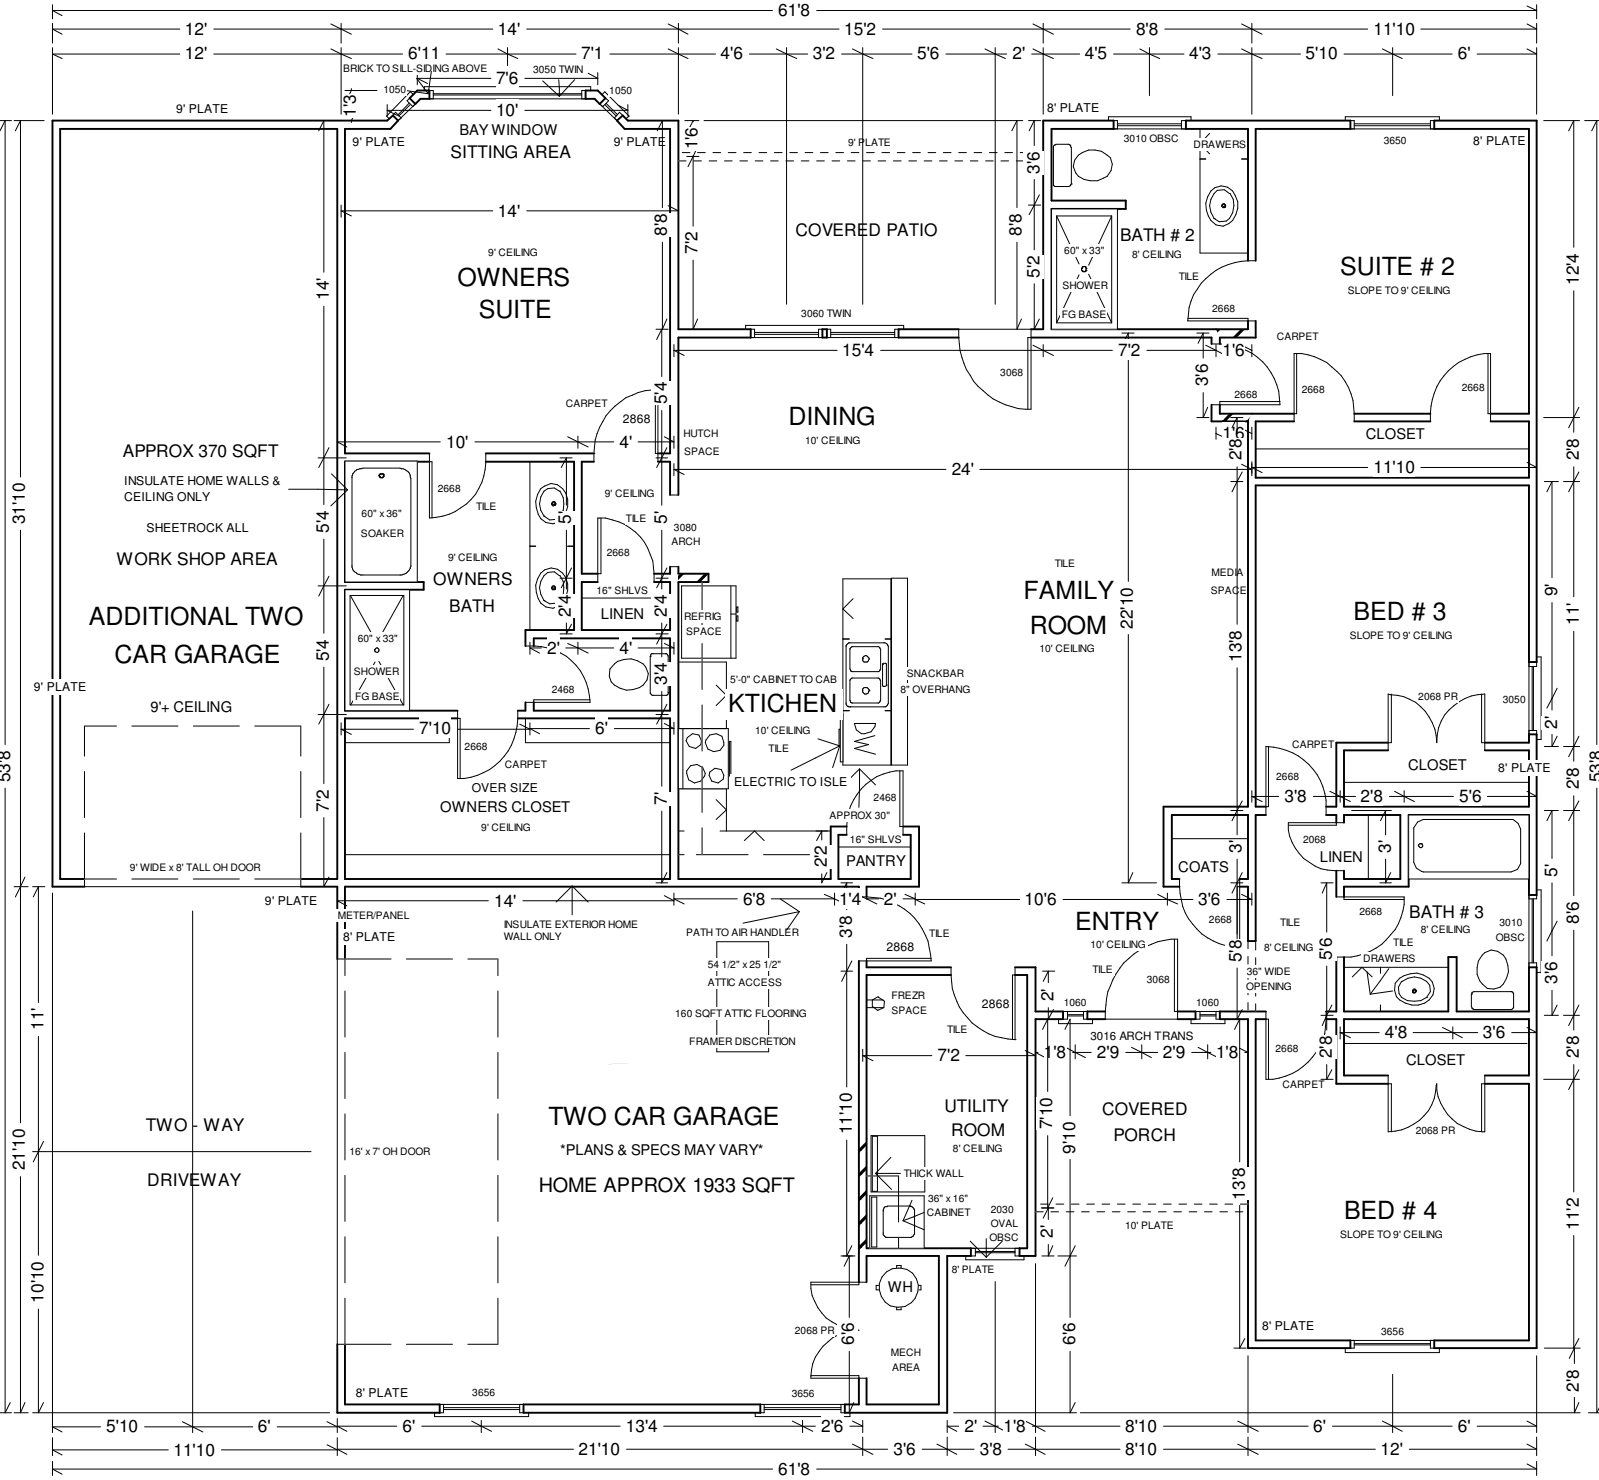 61'8
12' 14' 15'2 8'8 11'10
12' 6'11 7'1 4'6 3'2 5'6 2' 4'5 4'3 5'10 6'
BRICK TO SILL-SIDING ABOVE
3050 TWIN
7'6
1050
1050
1'3
10'
9' PLATE
8' PLATE
BAY WINDOW
SITTING AREA
9' PLATE
9' PLATE
1'6
9' PLATE
3'6
3010 OBSC
DRAWERS
3650
8' PLATE
14'
8'8
7'2
COVERED PATIO
8'8
5'2
60" x 33"
SHOWER
FG BASE
BATH # 2
8' CEILING
TILE
2668
SUITE # 2
SLOPE TO 9' CEILING
12'4
9' CEILING
OWNERS
SUITE
14'
3060 TWIN
15'4
7'2
1'6
CARPET
3068
3'6
2668
2668
2668
CARPET
2868
5'4
DINING
10' CEILING
HUTCH
SPACE
10'
4'
1'6
2'8
CLOSET
2'8
24'
11'10
APPROX 370 SQFT
INSULATE HOME WALLS &
CEILING ONLY
SHEETROCK ALL
WORK SHOP AREA
ADDITIONAL TWO
CAR GARAGE
9'+ CEILING
9' PLATE
31'10
53'8
5'4
60" x 36"
SOAKER
2668
TILE
5'
9' CEILING
TILE
5'
3080
ARCH
2668
9' CEILING
OWNERS
BATH
16" SHLVS
LINEN
2'4
2'4
REFRIG
SPACE
TILE
FAMILY
ROOM
10' CEILING
22'10
MEDIA
SPACE
13'8
BED # 3
SLOPE TO 9' CEILING
9'
11'
5'4
60" x 33"
SHOWER
FG BASE
2'
4'
2468
3'4
5'-0" CABINET TO CAB
KTICHEN
10' CEILING
TILE
SNACKBAR
8" OVERHANG
DW
ELECTRIC TO ISLE
2068 PR
3050
2'
7'10
6'
2668
CARPET
OVER SIZE
OWNERS CLOSET
9' CEILING
7'2
7'
2468
APPROX 30"
16" SHLVS
PANTRY
2'2
CARPET
2668
CLOSET
8' PLATE
2'8
53'8
3'8
2'8
5'6
9' WIDE x 8' TALL OH DOOR
COATS
3'
2068
LINEN
3'
5'
9' PLATE
14'
6'8
1'4
2'
10'6
3'6
METER/PANEL
8' PLATE
INSULATE EXTERIOR HOME
WALL ONLY
PATH TO AIR HANDLER
3'8
2868
TILE
ENTRY
10' CEILING
TILE
3068
2668
5'8
TILE
8' CEILING
5'6
36" WIDE
OPENING
2668
BATH # 3
8' CEILING
TILE
DRAWERS
3010
OBSC
8'6
3'6
54 1/2" x 25 1/2"
ATTIC ACCESS
160 SQFT ATTIC FLOORING
FRAMER DISCRETION
FREZR
SPACE
2868
TILE
2'
1060
1060
3016 ARCH TRANS
7'2
1'8
2'9
2'9
1'8
2668
2'8
4'8
3'6
CLOSET
2'8
CARPET
2068 PR
11'
21'10
10'10
TWO - WAY
DRIVEWAY
16' x 7' OH DOOR
TWO CAR GARAGE
*PLANS & SPECS MAY VARY*
HOME APPROX 1933 SQFT
11'10
UTILITY
ROOM
8' CEILING
THICK WALL
36" x 16"
CABINET
2030
OVAL
OBSC
7'10
9'10
2'
COVERED
PORCH
13'8
10' PLATE
BED # 4
SLOPE TO 9' CEILING
11'2
8' PLATE
WH
2068 PR
6'6
MECH
AREA
6'6
8' PLATE
3656
8' PLATE
3656
3656
2'8
5'10 6' 6' 13'4 2'6 2' 1'8 8'10 6' 6'
11'10 21'10 3'6 3'8 8'10 12'
61'8